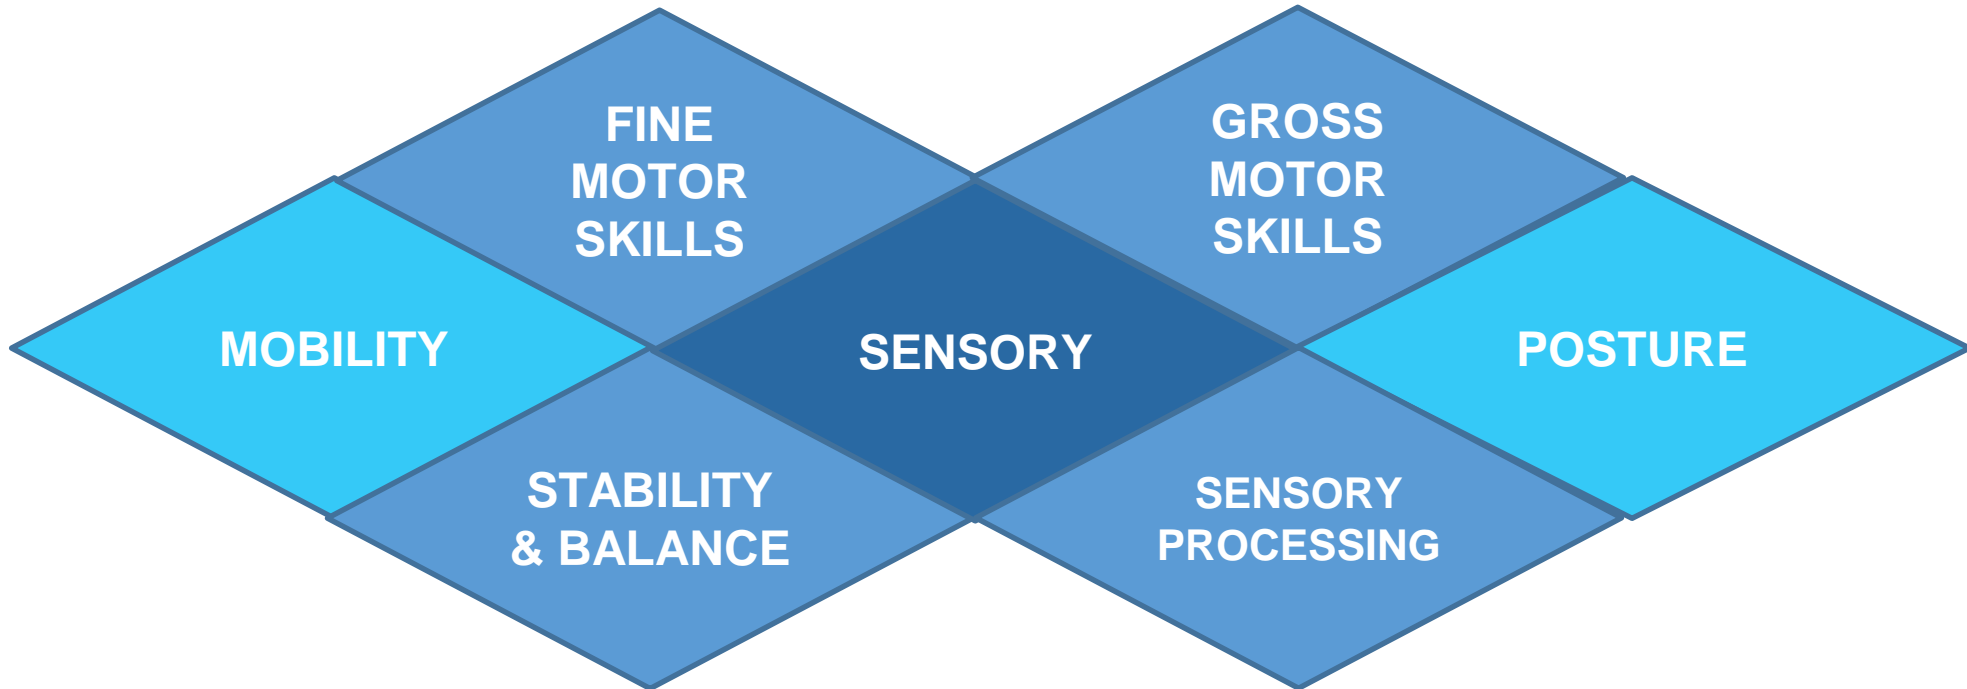 FINE
MOTOR
SKILLS
GROSS
MOTOR
SKILLS
MOBILITY
SENSORY
POSTURE
STABILITY
& BALANCE
SENSORY
PROCESSING